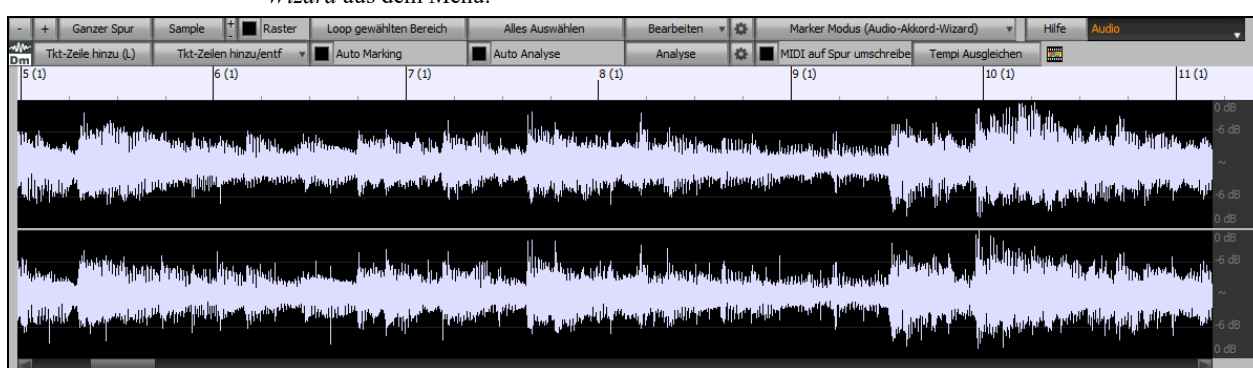 Wizard aus dem Menü.
- + Ganzer Spur Sample + - Raster Loop gewählten Bereich Alles Auswählen Bearbeiten Marker Modus (Audio-Akkord-Wizard) Hilfe Audio
Dm Tkt-Zeile hinzu (L) Tkt-Zeilen hinzu/entf Auto Marking Auto Analyse Analyse MIDI auf Spur umschreibe Tempi Ausgleichen
5 (1) 6 (1) 7 (1) 8 (1) 9 (1) 10 (1) 11 (1)
0 dB
-6 dB
~
-6 dB
0 dB
0 dB
-6 dB
~
-6 dB
0 dB